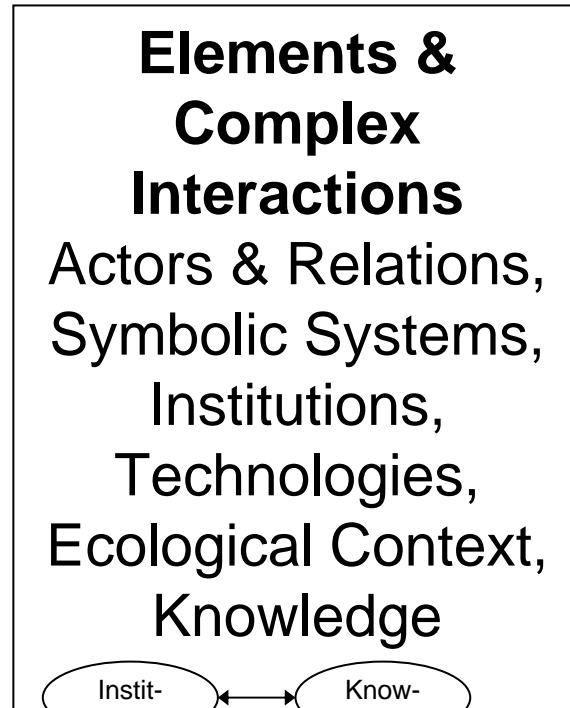 Elements &
Complex
Interactions
Actors & Relations,
Symbolic Systems,
Institutions,
Technologies,
Ecological Context,
Knowledge
Instit- Know-